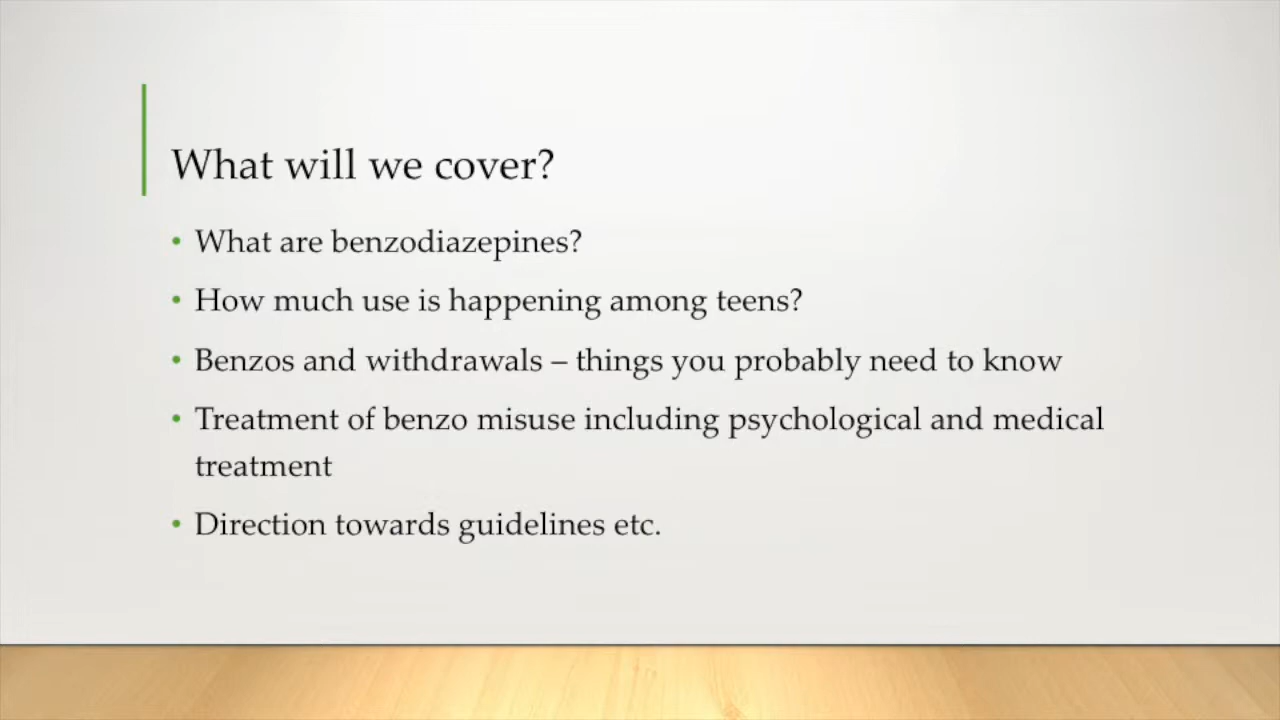 What will we cover?
• What are benzodiazepines?
• How much use is happening among teens?
• Benzos and withdrawals – things you probably need to know
• Treatment of benzo misuse including psychological and medical
treatment
• Direction towards guidelines etc.